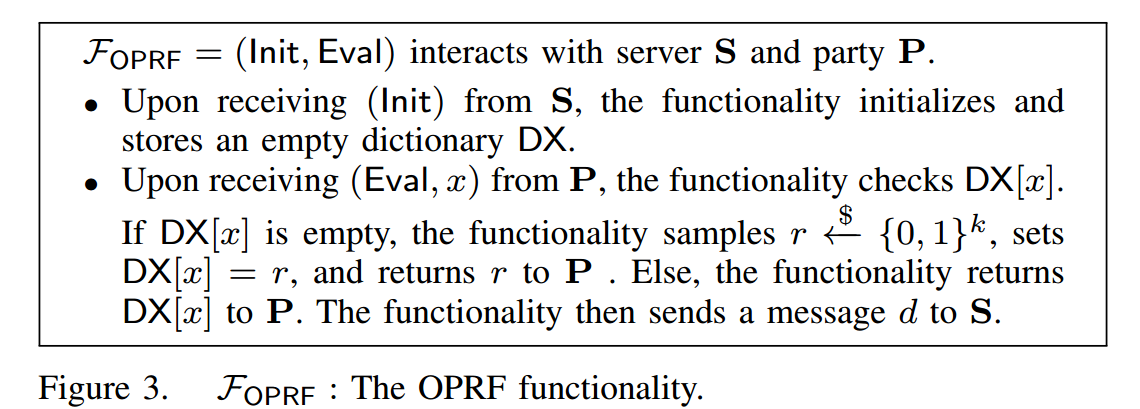 𝓕OPRF = (Init, Eval) interacts with server S and party P.
• Upon receiving (Init) from S, the functionality initializes and
stores an empty dictionary DX.
• Upon receiving (Eval, x) from P, the functionality checks DX[x].
If DX[x] is empty, the functionality samples r ←$ {0, 1}^k, sets
DX[x] = r, and returns r to P . Else, the functionality returns
DX[x] to P. The functionality then sends a message d to S.
Figure 3. 𝓕OPRF : The OPRF functionality.